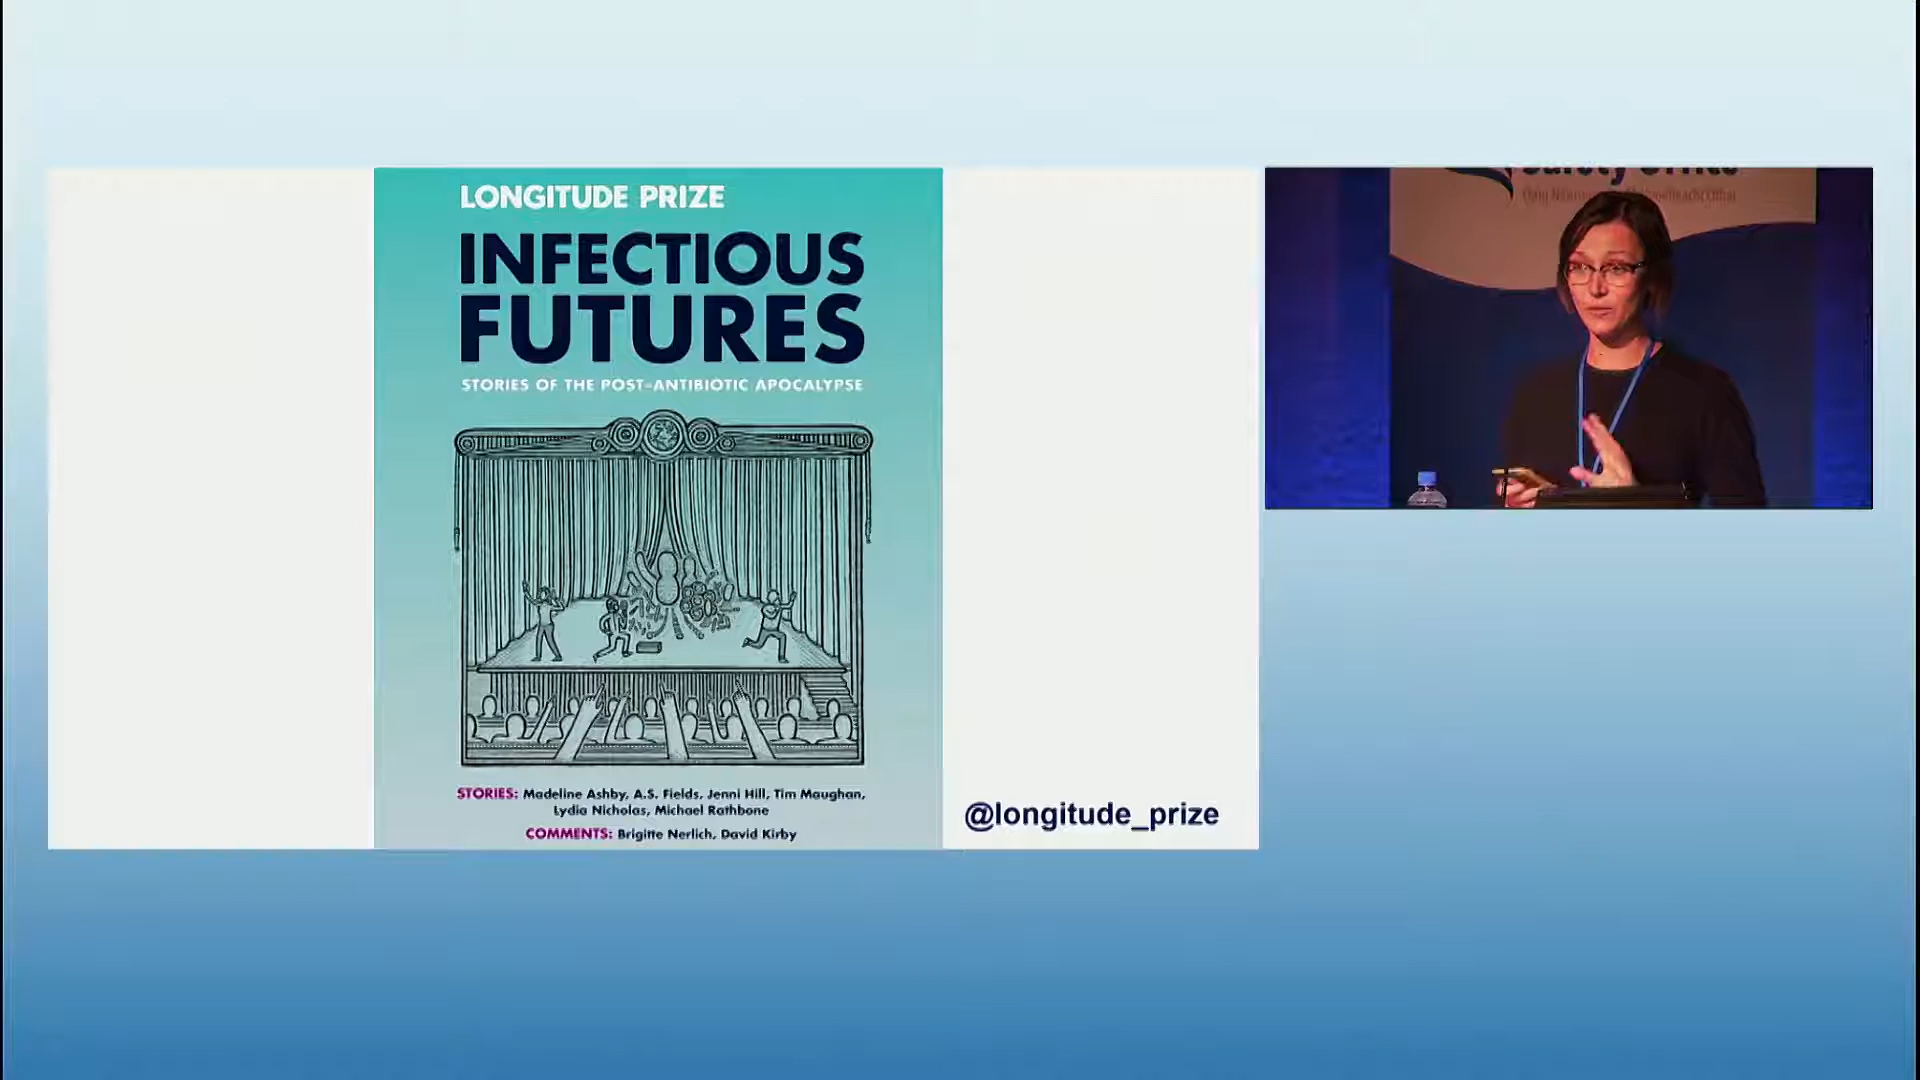 LONGITUDE PRIZE
INFECTIOUS
FUTURES
STORIES OF THE POST-ANTIBIOTIC APOCALYPSE
STORIES: Madeline Ashby, A.S. Fields, Jenni Hill, Tim Maughan,
Lydia Nicholas, Michael Rathbone
COMMENTS: Brigitte Nerlich, David Kirby
@longitude_prize
Safety